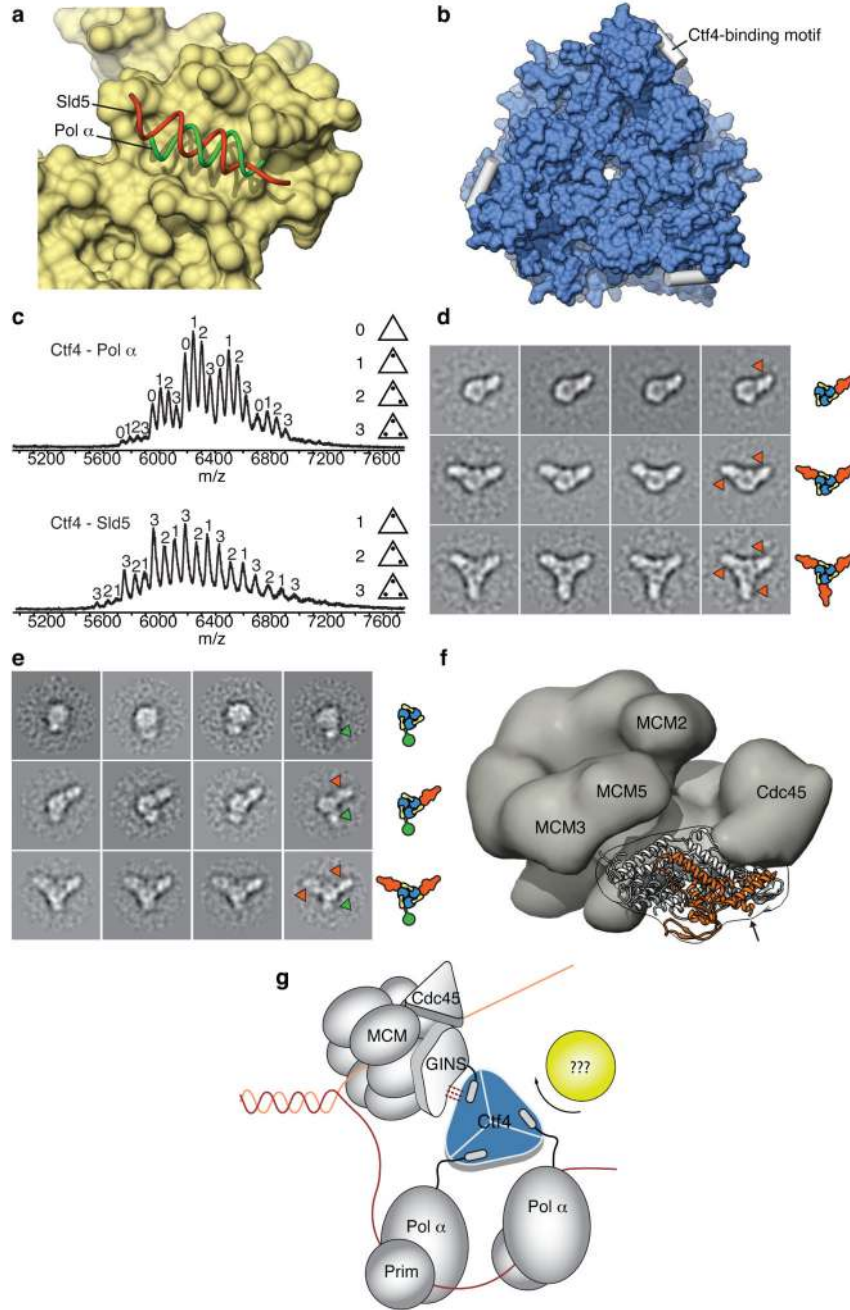 a
Sld5
Pol α
b
Ctf4-binding motif
c
Ctf4 - Pol α
0 1 2 3 0 1 2 3 0 1 2 3 0 1 2 3 0 1 2 3
0
1
2
3
5200 5600 6000 6400 6800 7200 7600
m/z
Ctf4 - Sld5
3 2 1 3 2 1 3 2 1 3 2 1 3 2 1 3 2 1 3
1
2
3
5200 5600 6000 6400 6800 7200 7600
m/z
d
e
f
MCM2
MCM5
MCM3
Cdc45
g
Cdc45
MCM
GINS
Ctf4
???
Pol α
Pol α
Prim